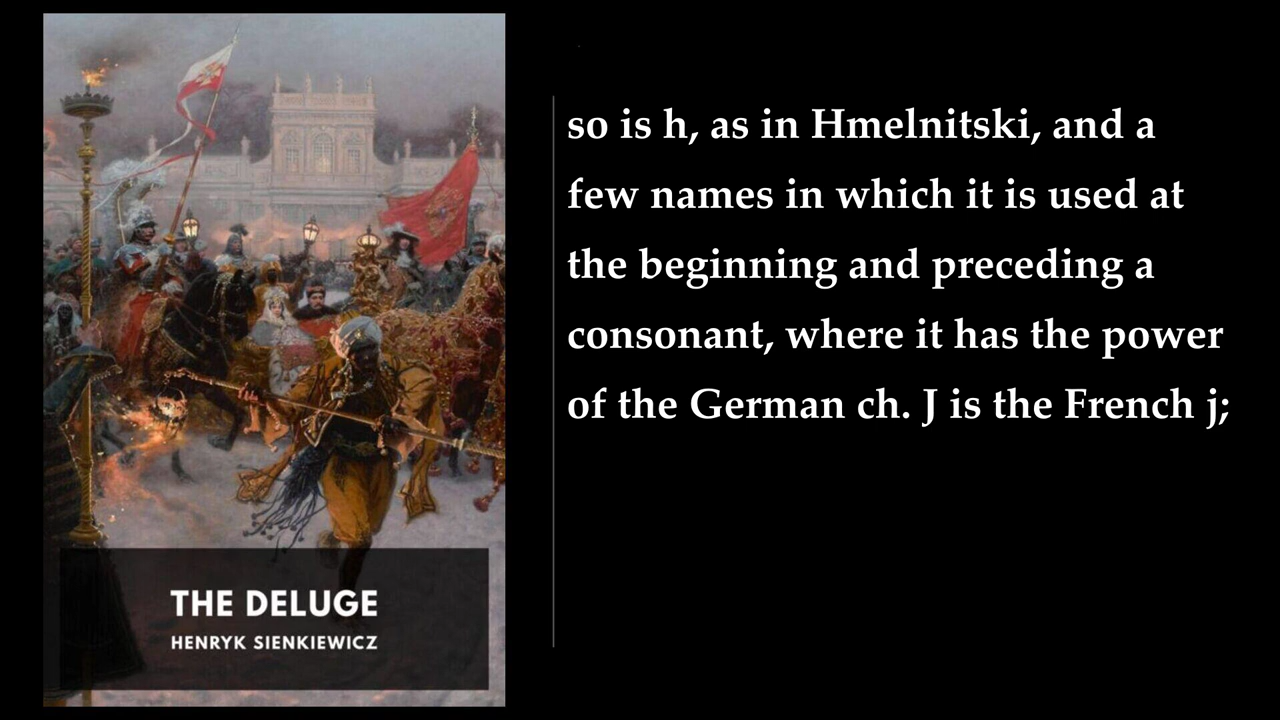 THE DELUGE
HENRYK SIENKIEWICZ
so is h, as in Hmelnitski, and a
few names in which it is used at
the beginning and preceding a
consonant, where it has the power
of the German ch. J is the French j;